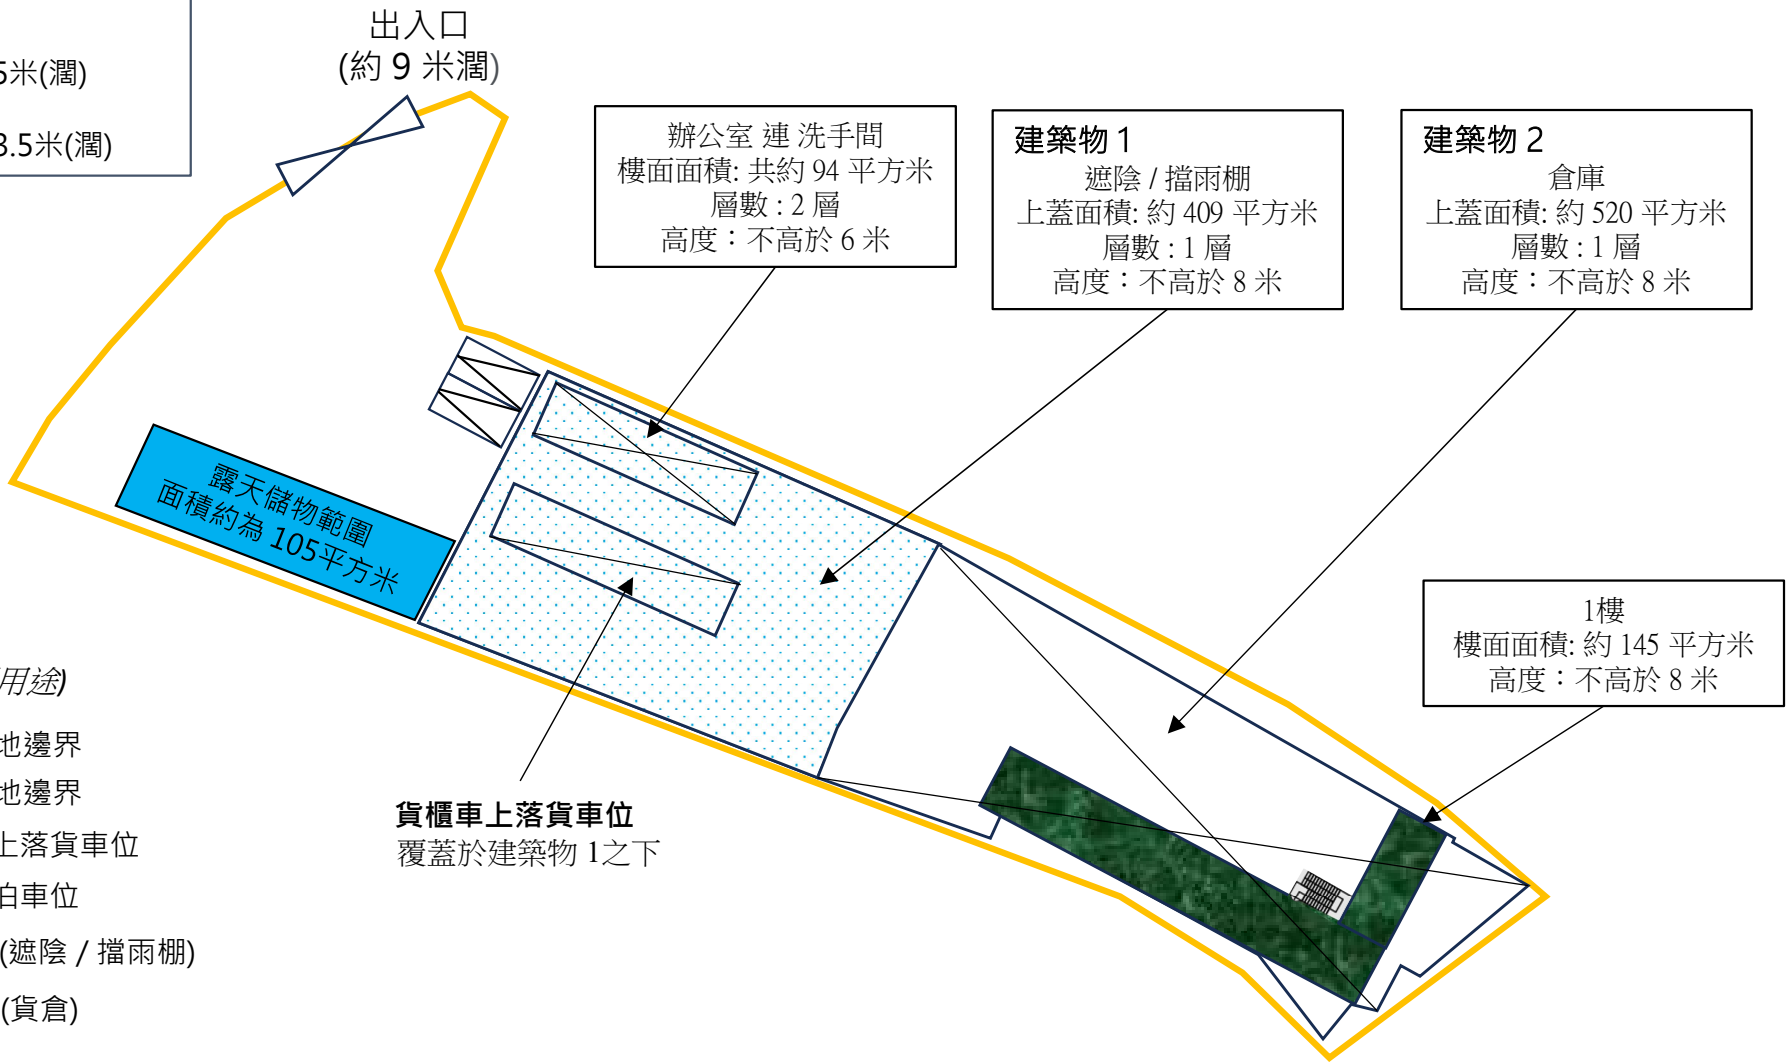 5米(濶)
3.5米(濶)
出入口
(約 9 米濶)
辦公室 連 洗手間
樓面面積: 共約 94 平方米
層數 : 2 層
高度：不高於 6 米
建築物 1
遮陰 / 擋雨棚
上蓋面積: 約 409 平方米
層數 : 1 層
高度：不高於 8 米
建築物 2
倉庫
上蓋面積: 約 520 平方米
層數 : 1 層
高度：不高於 8 米
露天儲物範圍
面積約為 105平方米
1樓
樓面面積: 約 145 平方米
高度：不高於 8 米
貨櫃車上落貨車位
覆蓋於建築物 1之下
用途)
地邊界
地邊界
上落貨車位
泊車位
(遮陰 / 擋雨棚)
(貨倉)